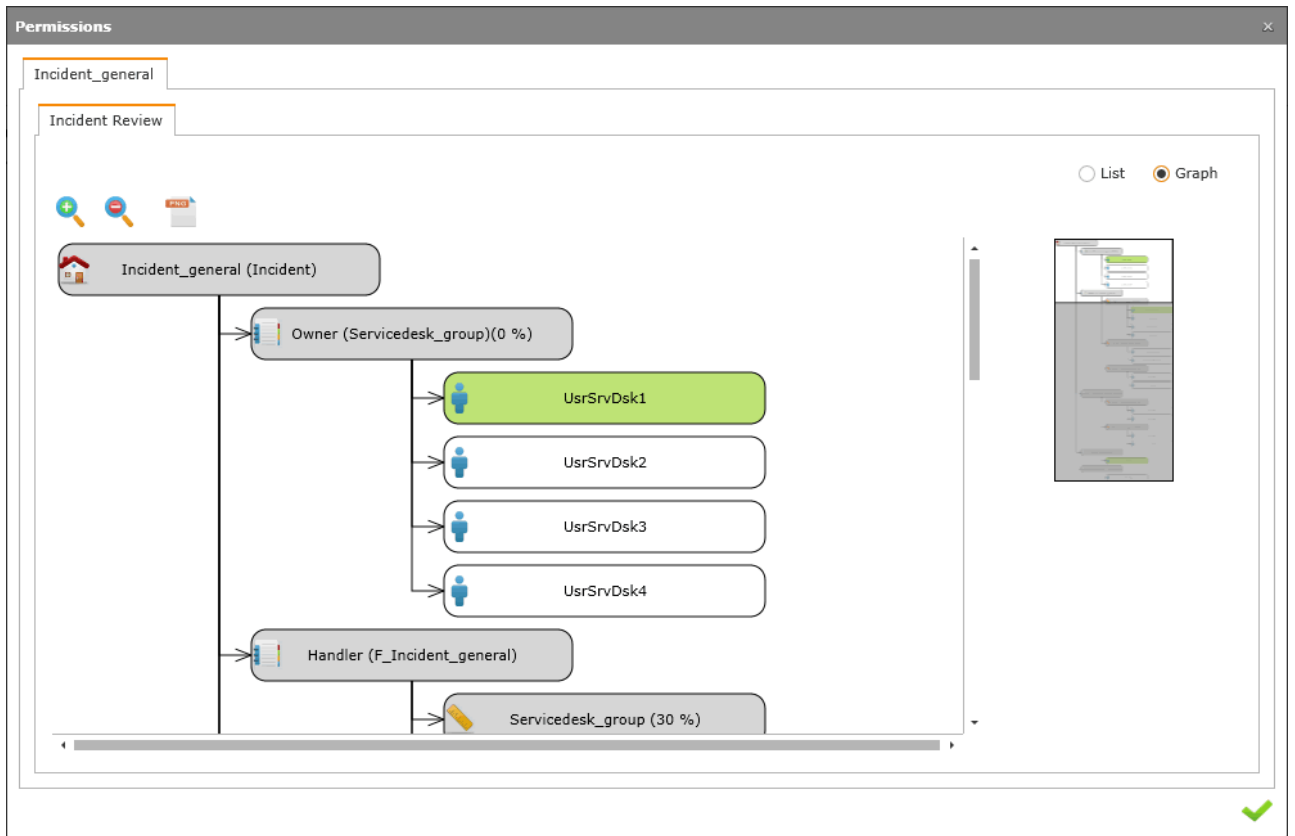 Permissions
Incident_general
Incident Review
List
Graph
PNG
Incident_general (Incident)
Owner (Servicedesk_group)(0 %)
UsrSrvDsk1
UsrSrvDsk2
UsrSrvDsk3
UsrSrvDsk4
Handler (F_Incident_general)
Servicedesk_group (30 %)